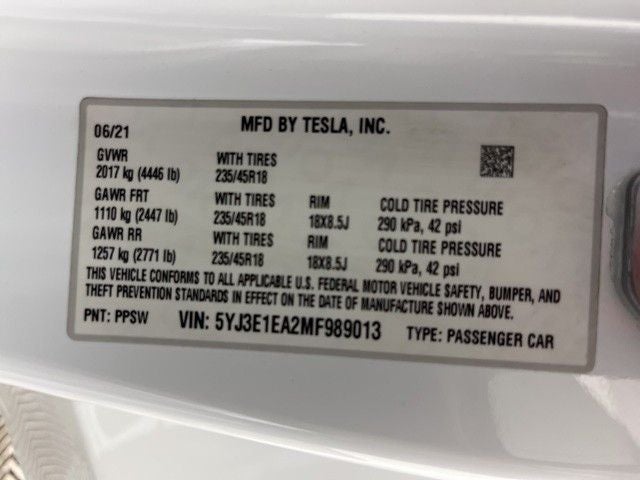 06/21 MFD BY TESLA, INC.
GVWR WITH TIRES
2017 kg (4446 lb) 235/45R18
GAWR FRT WITH TIRES RIM COLD TIRE PRESSURE
1110 kg (2447 lb) 235/45R18 18X8.5J 290 kPa, 42 psi
GAWR RR WITH TIRES RIM COLD TIRE PRESSURE
1257 kg (2771 lb) 235/45R18 18X8.5J 290 kPa, 42 psi
THIS VEHICLE CONFORMS TO ALL APPLICABLE U.S. FEDERAL MOTOR VEHICLE SAFETY, BUMPER, AND
THEFT PREVENTION STANDARDS IN EFFECT ON THE DATE OF MANUFACTURE SHOWN ABOVE.
PNT: PPSW VIN: 5YJ3E1EA2MF989013 TYPE: PASSENGER CAR